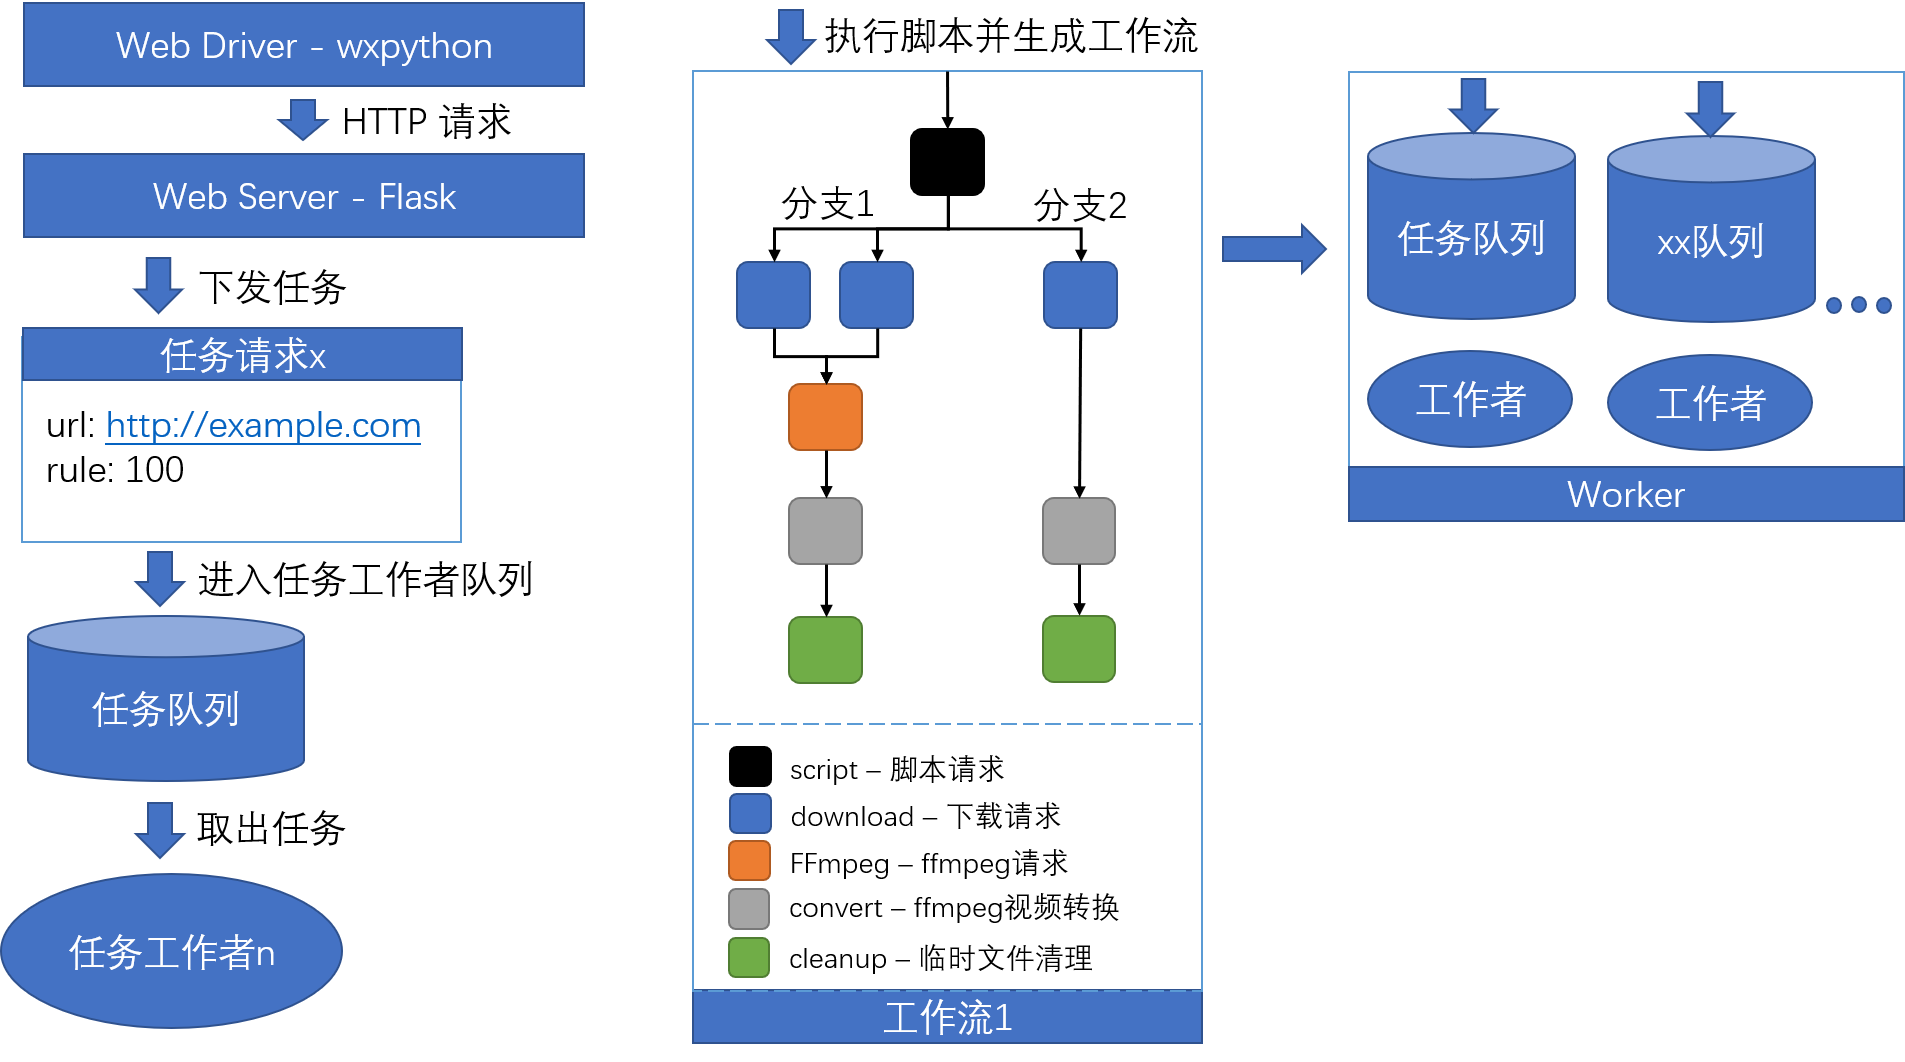 Web Driver - wxpython
HTTP 请求
Web Server - Flask
下发任务
任务请求x
url: http://example.com
rule: 100
进入任务工作者队列
任务队列
取出任务
任务工作者n
执行脚本并生成工作流
分支1
分支2
script – 脚本请求
download – 下载请求
FFmpeg – ffmpeg请求
convert – ffmpeg视频转换
cleanup – 临时文件清理
工作流1
任务队列
xx队列
工作者
工作者
Worker